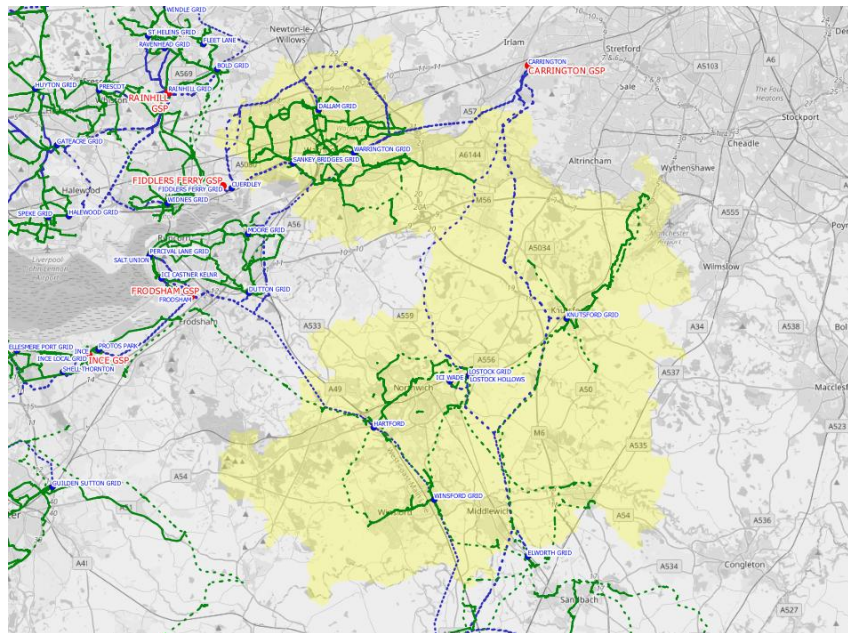 WINDLE GRID
Newton-le-
Willows
Irlam
Stretford
ST HELENS GRID
FLEET LANE
RAVENHEAD GRID
A5103
A6
A569
BOLD GRID
CARRINGTON
CARRINGTON GSP
HUYTON GRID
PRESCOT
RAINHILL GRID
RAINHILL
GSP
Sale
Stockport
DALLAM GRID
A57
Cheadle
GATEACRE GRID
WARRINGTON GRID
A6144
Altrincham
Wythenshawe
SANKEY BRIDGES GRID
FIDDLERS FERRY GSP
FIDDLERS FERRY GRID
CUERDLEY
Halewood
WIDNES GRID
M56
A555
SPEKE GRID
HALEWOOD GRID
A56
MOORE GRID
A5034
Wilmslow
PERCIVAL LANE GRID
SALT UNION
ICI CASTNER KELNR
FRODSHAM GSP
FRODSHAM
DUTTON GRID
Frodsham
A533
A559
KNUTSFORD GRID
A34
A538
ELLESMERE PORT GRID
INCE
PROTOS PARK
INCE LOCAL GRID
INCE GSP
SHELL-THORNTON
A556
LOSTOCK GRID
ICI WADE
LOSTOCK HOLLOWS
Northwich
A49
A50
A537
Macclesf
HARTFORD
M6
A523
A535
A54
GUILDEN SUTTON GRID
WINSFORD GRID
Middlewich
A54
A536
ELWORTH GRID
A534
Congleton
A41
Sandbach
A527